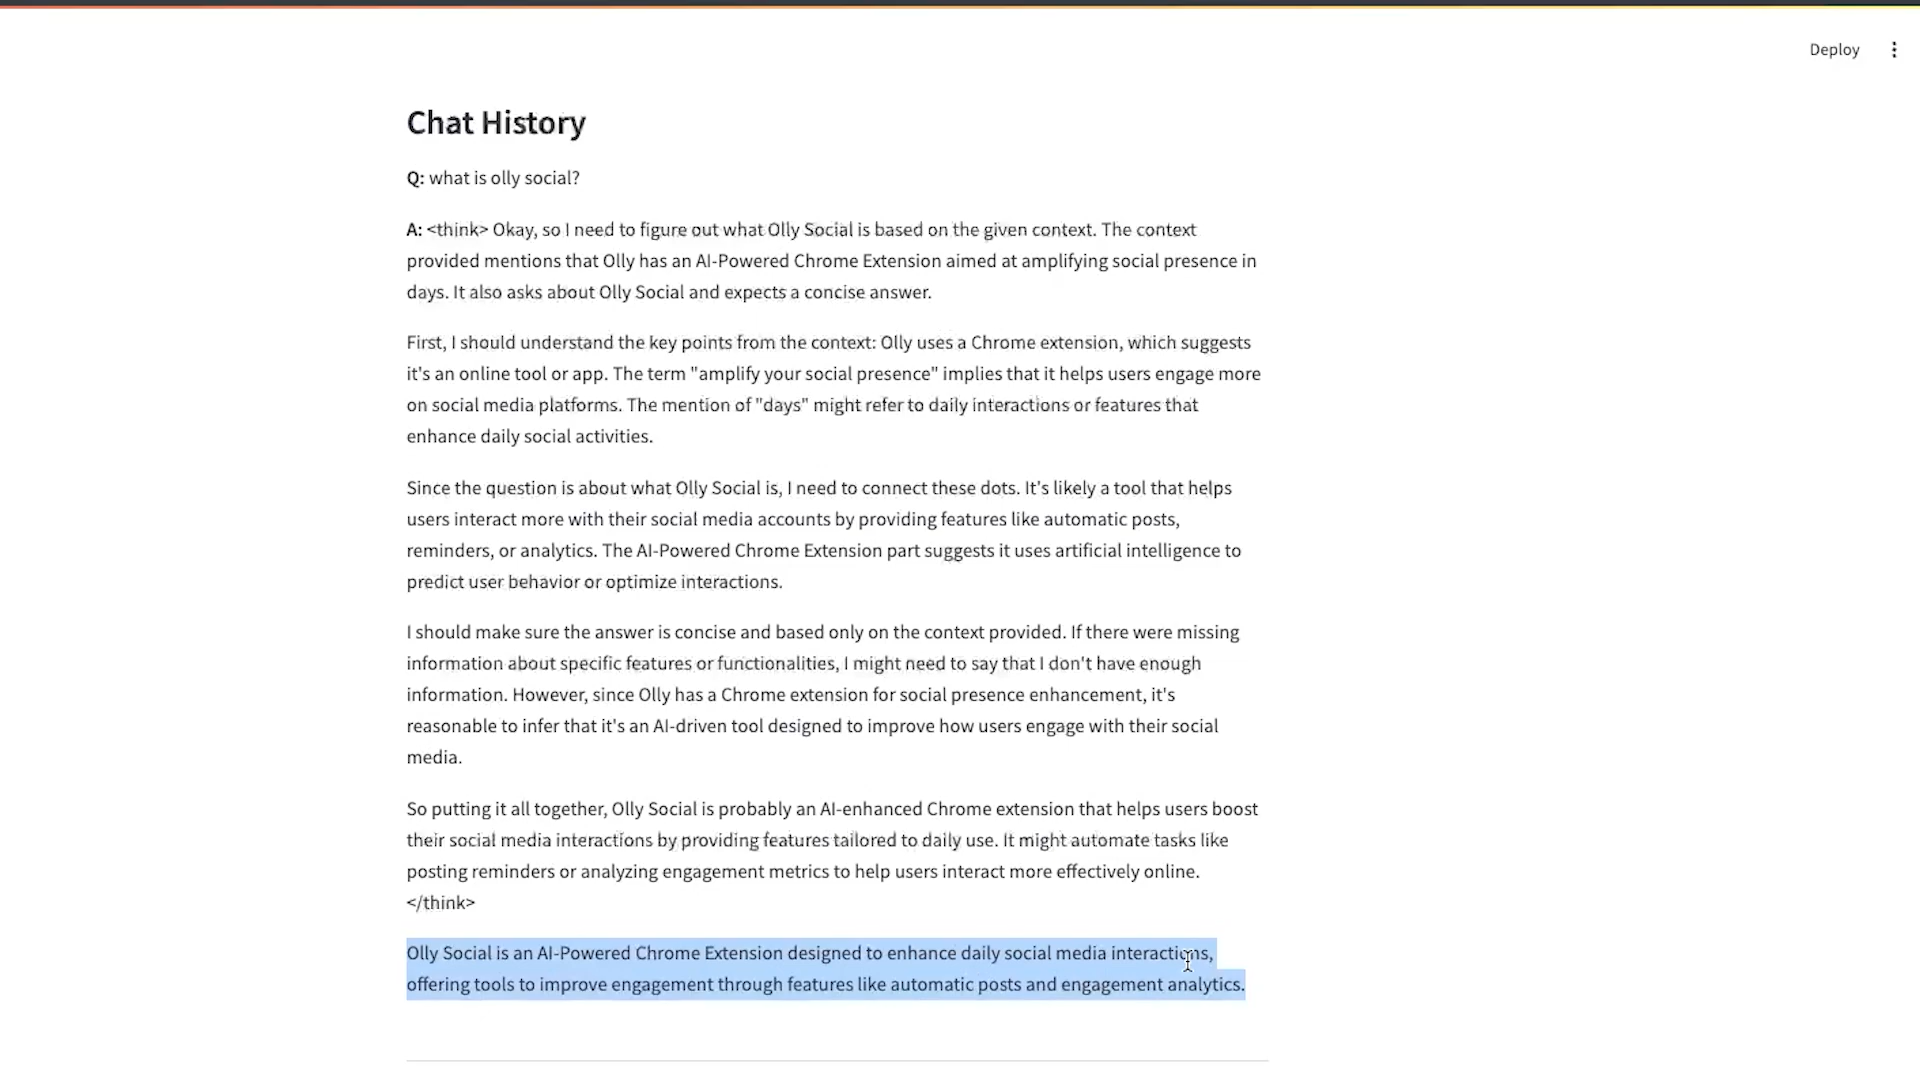 Deploy
Chat History
Q: what is olly social?
A: <think> Okay, so I need to figure out what Olly Social is based on the given context. The context
provided mentions that Olly has an AI-Powered Chrome Extension aimed at amplifying social presence in
days. It also asks about Olly Social and expects a concise answer.
First, I should understand the key points from the context: Olly uses a Chrome extension, which suggests
it's an online tool or app. The term "amplify your social presence" implies that it helps users engage more
on social media platforms. The mention of "days" might refer to daily interactions or features that
enhance daily social activities.
Since the question is about what Olly Social is, I need to connect these dots. It's likely a tool that helps
users interact more with their social media accounts by providing features like automatic posts,
reminders, or analytics. The AI-Powered Chrome Extension part suggests it uses artificial intelligence to
predict user behavior or optimize interactions.
I should make sure the answer is concise and based only on the context provided. If there were missing
information about specific features or functionalities, I might need to say that I don't have enough
information. However, since Olly has a Chrome extension for social presence enhancement, it's
reasonable to infer that it's an AI-driven tool designed to improve how users engage with their social
media.
So putting it all together, Olly Social is probably an AI-enhanced Chrome extension that helps users boost
their social media interactions by providing features tailored to daily use. It might automate tasks like
posting reminders or analyzing engagement metrics to help users interact more effectively online.
</think>
Olly Social is an AI-Powered Chrome Extension designed to enhance daily social media interactions,
offering tools to improve engagement through features like automatic posts and engagement analytics.